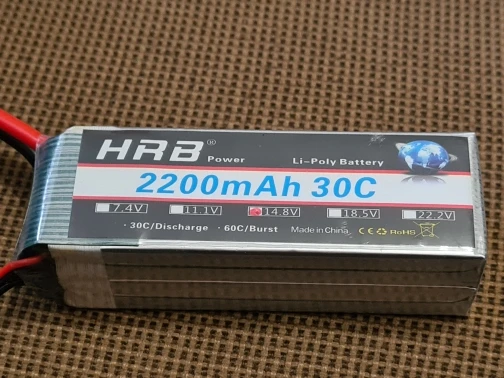 HRB® Power Li-Poly Battery
2200mAh 30C
7.4V 11.1V 14.8V 18.5V 22.2V
· 30C/Discharge · 60C/Burst Made in China CE RoHS